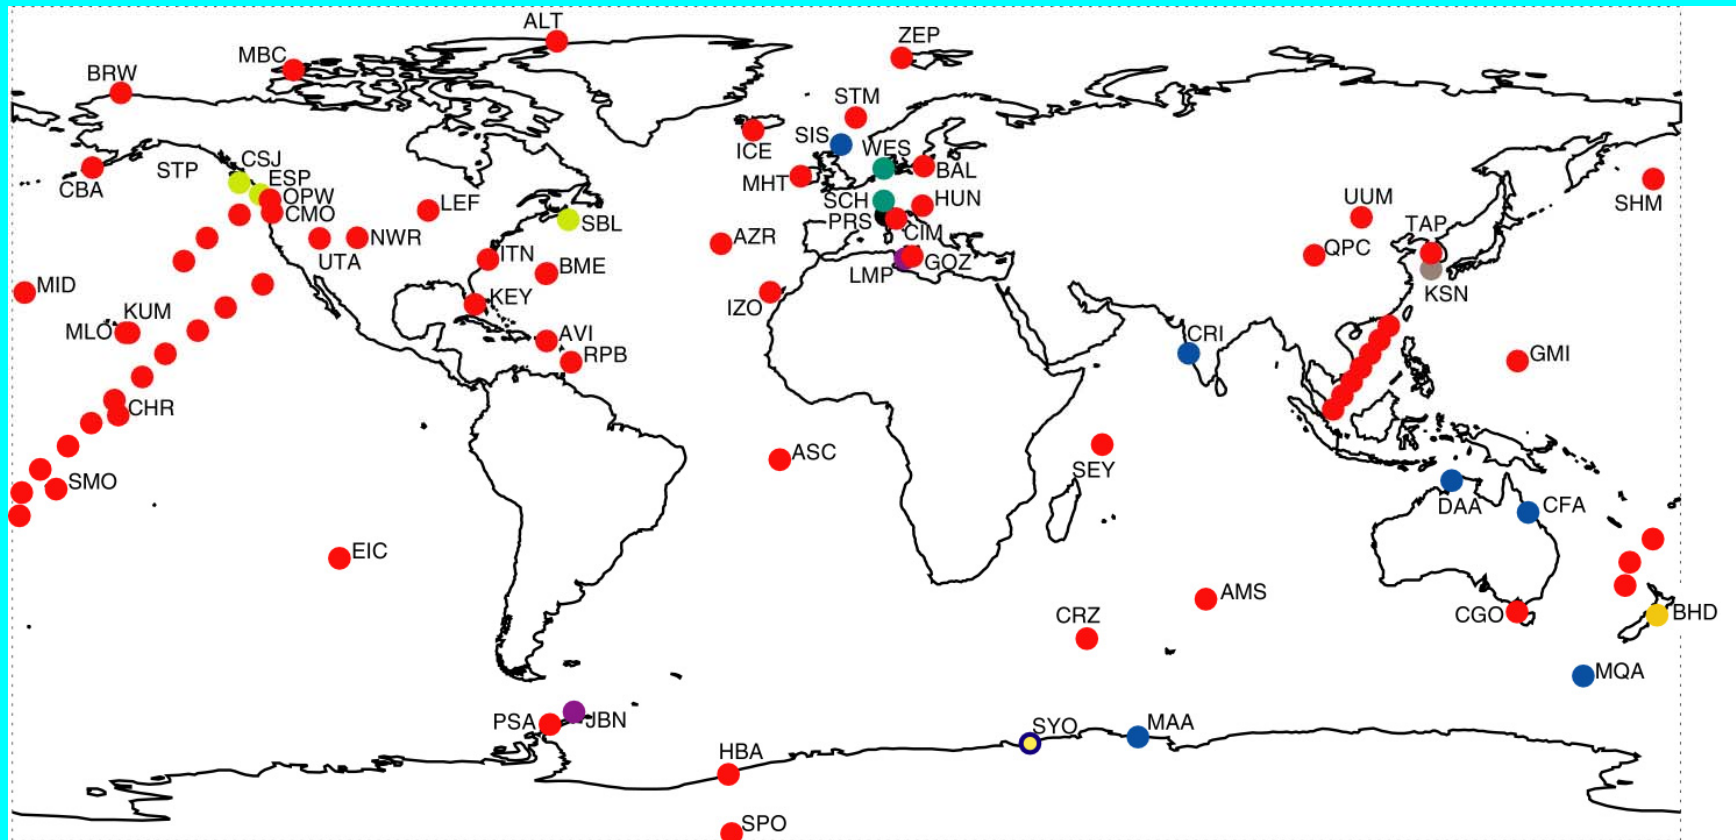 ALT
ZEP
MBC
BRW
STM
SIS
WES
ICE
CSJ
STP
ESP
BAL
MHT
CBA
OPW
SCH
HUN
UUM
SHM
LEF
CMO
SBL
PRS
CIM
TAP
NWR
AZR
QPC
ITN
UTA
GOZ
BME
LMP
MID
KSN
KEY
IZO
KUM
MLO
AVI
CRI
RPB
GMI
CHR
ASC
SEY
SMO
DAA
CFA
EIC
AMS
CRZ
CGO
BHD
MQA
PSA
JBN
SYO
MAA
HBA
SPO